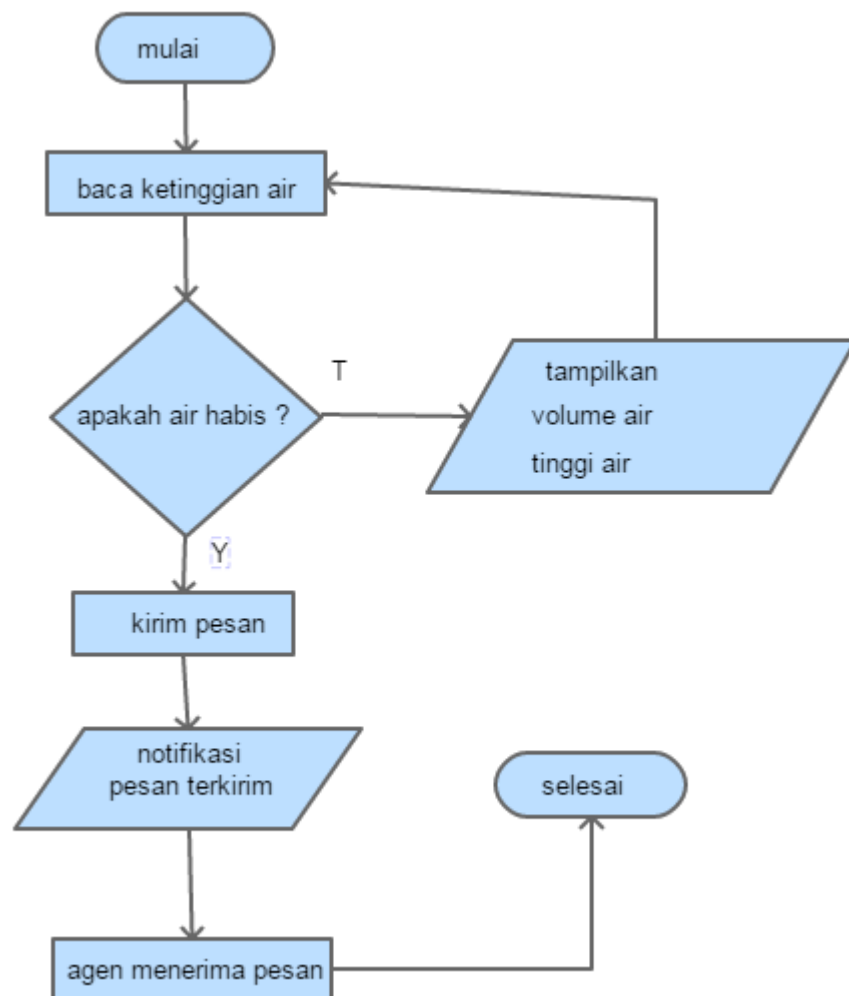 mulai
baca ketinggian air
apakah air habis ?
T
tampilkan
volume air
tinggi air
Y
kirim pesan
notifikasi
pesan terkirim
agen menerima pesan
selesai